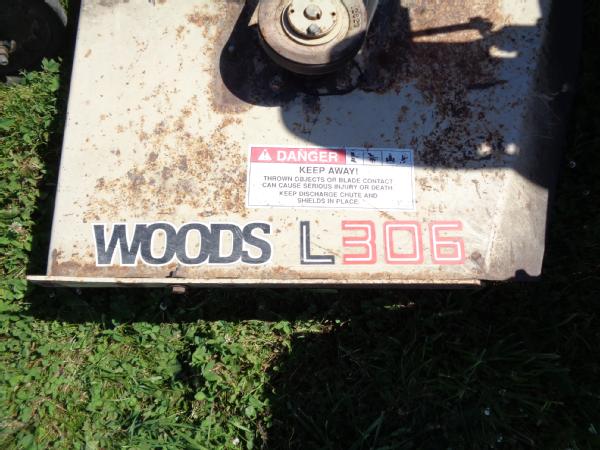 DANGER
KEEP AWAY!
THROWN OBJECTS OR BLADE CONTACT
CAN CAUSE SERIOUS INJURY OR DEATH.
KEEP DISCHARGE CHUTE AND
SHIELDS IN PLACE.
WOODS L306